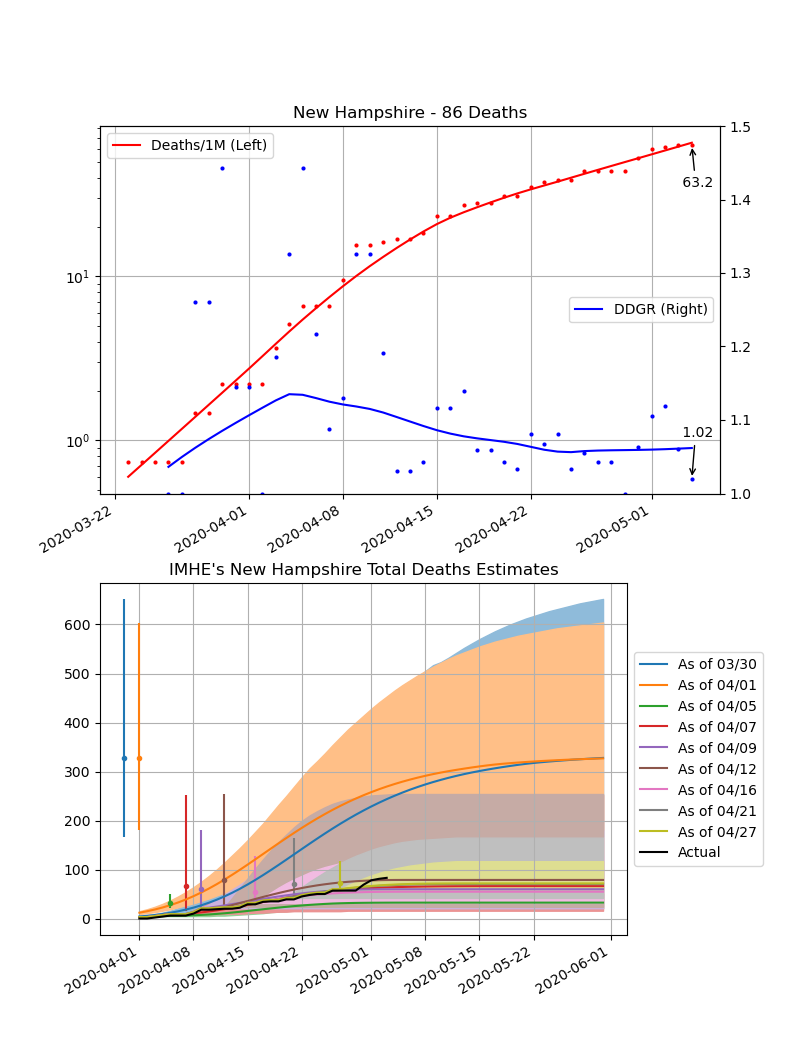 New Hampshire - 86 Deaths
Deaths/1M (Left)
DDGR (Right)
63.2
1.02
10¹
10⁰
1.5
1.4
1.3
1.2
1.1
1.0
2020-03-22
2020-04-01
2020-04-08
2020-04-15
2020-04-22
2020-05-01
IMHE's New Hampshire Total Deaths Estimates
600
500
400
300
200
100
0
2020-04-01
2020-04-08
2020-04-15
2020-04-22
2020-05-01
2020-05-08
2020-05-15
2020-05-22
2020-06-01
As of 03/30
As of 04/01
As of 04/05
As of 04/07
As of 04/09
As of 04/12
As of 04/16
As of 04/21
As of 04/27
Actual